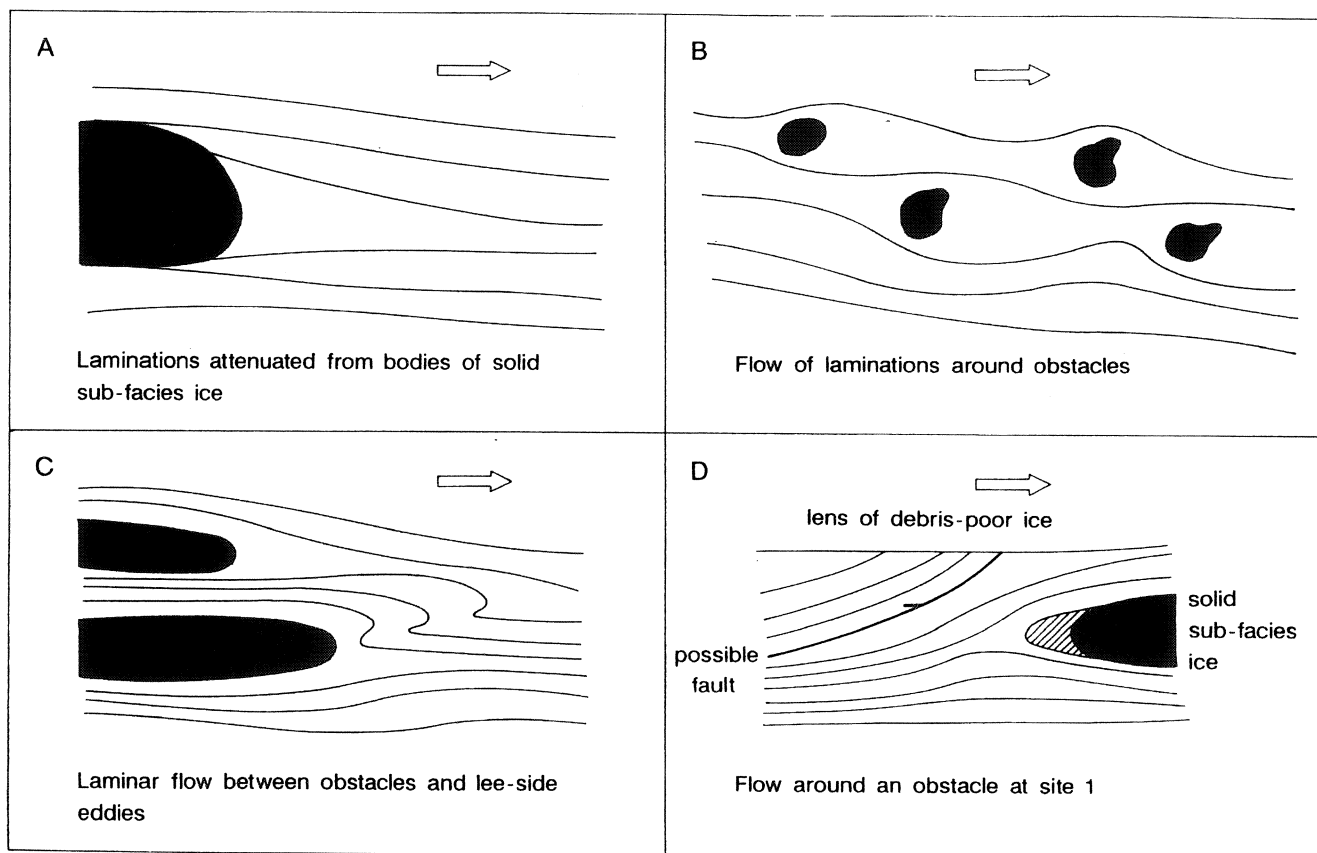 A
Laminations attenuated from bodies of solid
sub-facies ice
B
Flow of laminations around obstacles
C
Laminar flow between obstacles and lee-side
eddies
D
lens of debris-poor ice
possible
fault
solid
sub-facies
ice
Flow around an obstacle at site 1